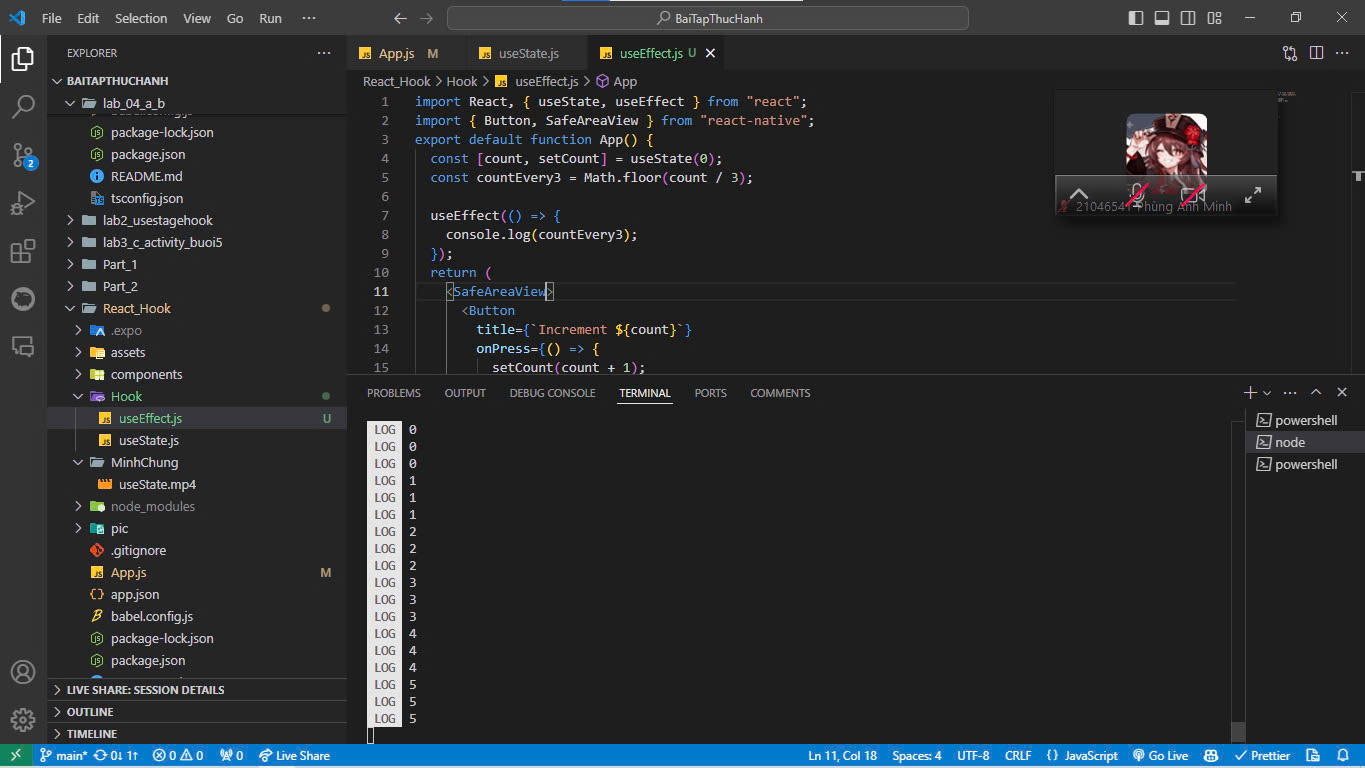 File Edit Selection View Go Run ··· BaiTapThucHanh
EXPLORER ···
BAITAPTHUCHANH
lab_04_a_b
package-lock.json
package.json
README.md
tsconfig.json
lab2_usestagehook
lab3_c_activity_buoi5
Part_1
Part_2
React_Hook
.expo
assets
components
Hook
useEffect.js U
useState.js
MinhChung
useState.mp4
node_modules
pic
.gitignore
App.js M
app.json
babel.config.js
package-lock.json
package.json
LIVE SHARE: SESSION DETAILS
OUTLINE
TIMELINE
2
App.js M useState.js useEffect.js U
React_Hook > Hook > useEffect.js > App
1 import React, { useState, useEffect } from "react";
2 import { Button, SafeAreaView } from "react-native";
3 export default function App() {
4 const [count, setCount] = useState(0);
5 const countEvery3 = Math.floor(count / 3);
6
7 useEffect(() => {
8 console.log(countEvery3);
9 });
10 return (
11 <SafeAreaView>
12 <Button
13 title={`Increment ${count}`}
14 onPress={() => {
15 setCount(count + 1);
21046541 Phùng Anh Minh
PROBLEMS OUTPUT DEBUG CONSOLE TERMINAL PORTS COMMENTS
LOG 0
LOG 0
LOG 0
LOG 1
LOG 1
LOG 1
LOG 2
LOG 2
LOG 2
LOG 3
LOG 3
LOG 3
LOG 4
LOG 4
LOG 4
LOG 5
LOG 5
LOG 5
powershell
node
powershell
main* 0↓ 1↑ 0 0 0 Live Share Ln 11, Col 18 Spaces: 4 UTF-8 CRLF {} JavaScript Go Live Prettier